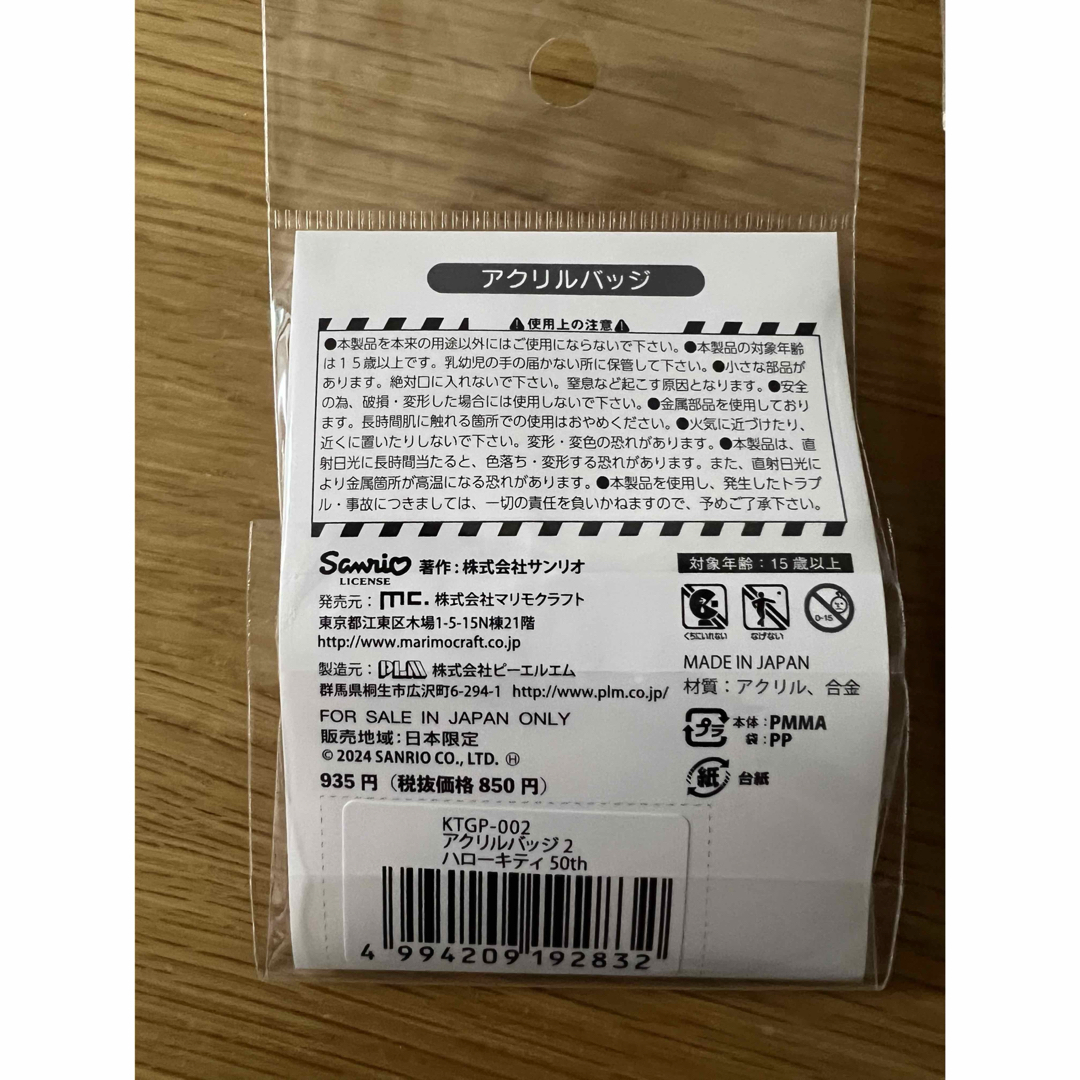 アクリルバッジ
使用上の注意
●本製品を本来の用途以外にはご使用にならないで下さい。●本製品の対象年齢
は15歳以上です。乳幼児の手の届かない所に保管して下さい。●小さな部品が
あります。絶対口に入れないで下さい。窒息など起こす原因となります。●安全
の為、破損・変形した場合には使用しないで下さい。●金属部品を使用しており
ます。長時間肌に触れる箇所での使用はおやめください。●火気に近づけたり、
近くに置いたりしないで下さい。変形・変色の恐れがあります。●本製品は、直
射日光に長時間当たると、色落ち・変形する恐れがあります。また、直射日光に
より金属箇所が高温になる恐れがあります。●本製品を使用し、発生したトラブ
ル・事故につきましては、一切の責任を負いかねますので、予めご了承下さい。
Sanrio 著作：株式会社サンリオ
LICENSE
発売元：mc. 株式会社マリモクラフト
東京都江東区木場1-5-15N棟21階
http://www.marimocraft.co.jp
製造元：PLM 株式会社ピーエルエム
群馬県桐生市広沢町6-294-1 http://www.plm.co.jp/
FOR SALE IN JAPAN ONLY
販売地域：日本限定
© 2024 SANRIO CO., LTD. Ⓗ
935円（税抜価格850円）
対象年齢：15歳以上
くちにいれない なげない 0-15
MADE IN JAPAN
材質：アクリル、合金
プラ 本体：PMMA
袋：PP
紙 台紙
KTGP-002
アクリルバッジ2
ハローキティ 50th
4 994209 192832